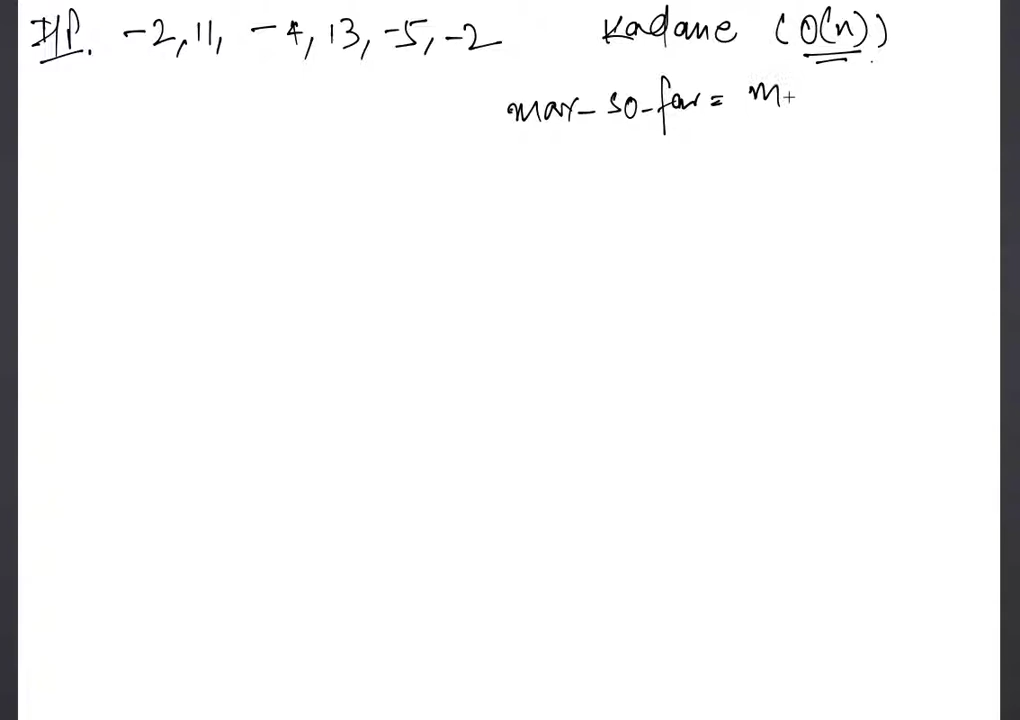 I/P. -2, 11, -4, 13, -5, -2 Kadane (O(n))
max-so-far = m